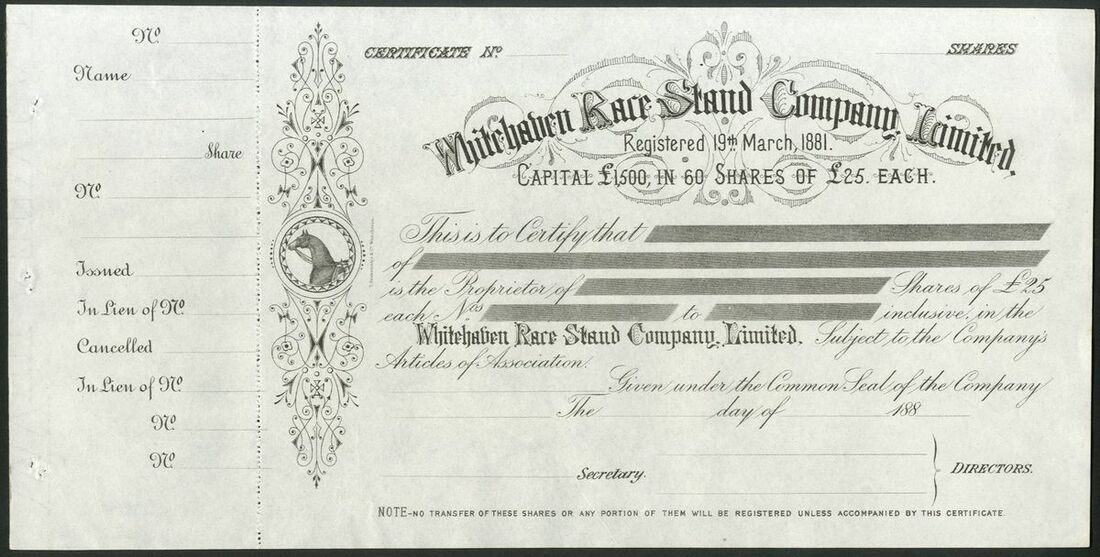 No.
Name
Share
No.
Issued
In Lieu of No.
Cancelled
In Lieu of No.
No.
No.
CERTIFICATE No. SHARES
Whitehaven Race Stand Company, Limited.
Registered 19th March, 1881.
CAPITAL £1,500, IN 60 SHARES OF £25. EACH.
This is to Certify that
of
is the Proprietor of Shares of £25
each Nos. to inclusive, in the
Whitehaven Race Stand Company, Limited. Subject to the Company's
Articles of Association.
Given under the Common Seal of the Company
The day of 188
Secretary.
DIRECTORS.
NOTE-NO TRANSFER OF THESE SHARES OR ANY PORTION OF THEM WILL BE REGISTERED UNLESS ACCOMPANIED BY THIS CERTIFICATE.